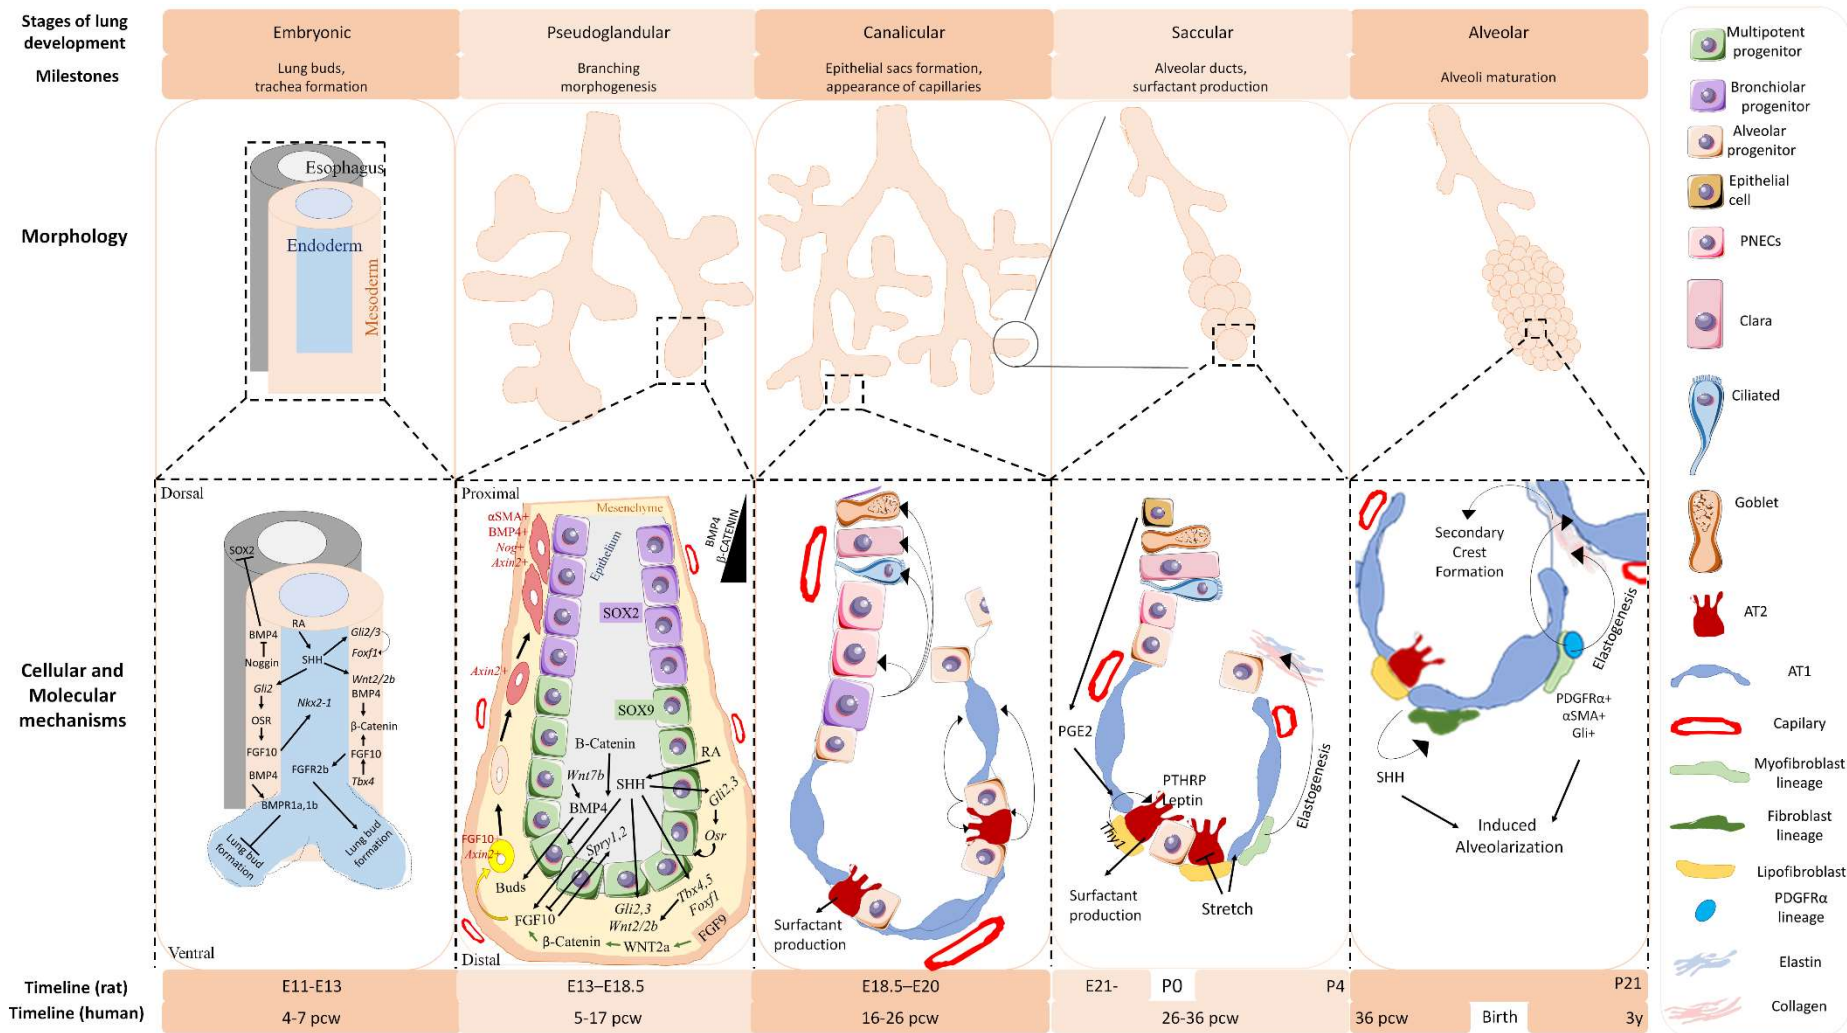 Stages of lung
development
Embryonic
Pseudoglandular
Canalicular
Saccular
Alveolar
Milestones
Lung buds,
trachea formation
Branching
morphogenesis
Epithelial sacs formation,
appearance of capillaries
Alveolar ducts,
surfactant production
Alveoli maturation
Morphology
Esophagus
Endoderm
Mesoderm
Cellular and
Molecular
mechanisms
Dorsal
SOX2
RA
BMP4
Noggin
SHH
Gli2/3
Foxf1
Gli2
Wnt2/2b
BMP4
Nkx2-1
OSR
β-Catenin
FGF10
FGF10
FGFR2b
BMP4
Tbx4
BMPR1a,1b
Lung bud
formation
Lung bud
formation
Ventral
Proximal
Mesenchyme
αSMA+
BMP4+
Nog+
Axin2+
Epithelium
BMP4
β-CATENIN
SOX2
Axin2+
SOX9
B-Catenin
RA
Wnt7b
SHH
Gli2,3
BMP4
Osr
Spry1,2
FGF10+
Axin2+
Buds
Tbx4,5
Foxf1
Gli2,3
Wnt2/2b
FGF10
FGF9
β-Catenin
WNT2a
Distal
Surfactant
production
PGE2
PTHRP
Leptin
Thy1
Elastogenesis
Surfactant
production
Stretch
Secondary
Crest
Formation
Elastogenesis
PDGFRα+
αSMA+
Gli+
SHH
Induced
Alveolarization
Timeline (rat)
E11-E13
E13–E18.5
E18.5–E20
E21-
P0
P4
P21
Timeline (human)
4-7 pcw
5-17 pcw
16-26 pcw
26-36 pcw
36 pcw
Birth
3y
Multipotent
progenitor
Bronchiolar
progenitor
Alveolar
progenitor
Epithelial
cell
PNECs
Clara
Ciliated
Goblet
AT2
AT1
Capilary
Myofibroblast
lineage
Fibroblast
lineage
Lipofibroblast
PDGFRα
lineage
Elastin
Collagen